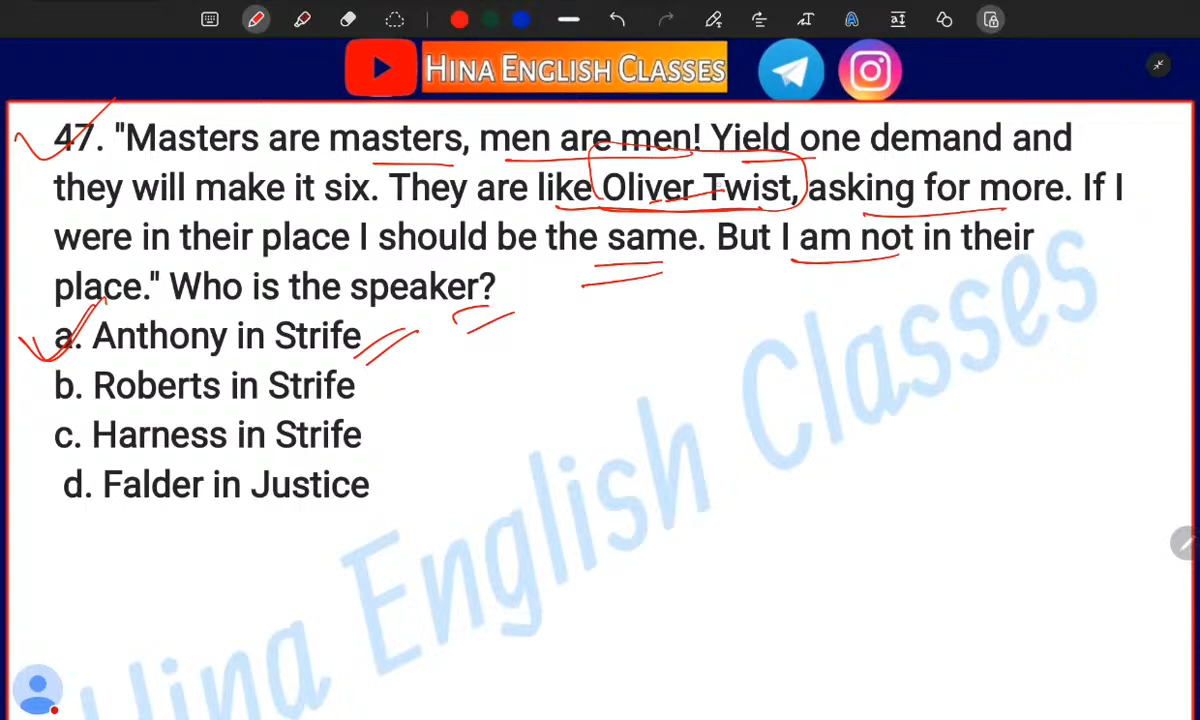 HINA ENGLISH CLASSES
47. "Masters are masters, men are men! Yield one demand and
they will make it six. They are like Oliver Twist, asking for more. If I
were in their place I should be the same. But I am not in their
place." Who is the speaker?
a. Anthony in Strife
b. Roberts in Strife
c. Harness in Strife
d. Falder in Justice
Hina English Classes